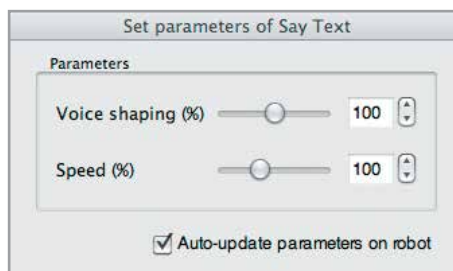 Set parameters of Say Text
Parameters
Voice shaping (%) 100
Speed (%) 100
Auto-update parameters on robot